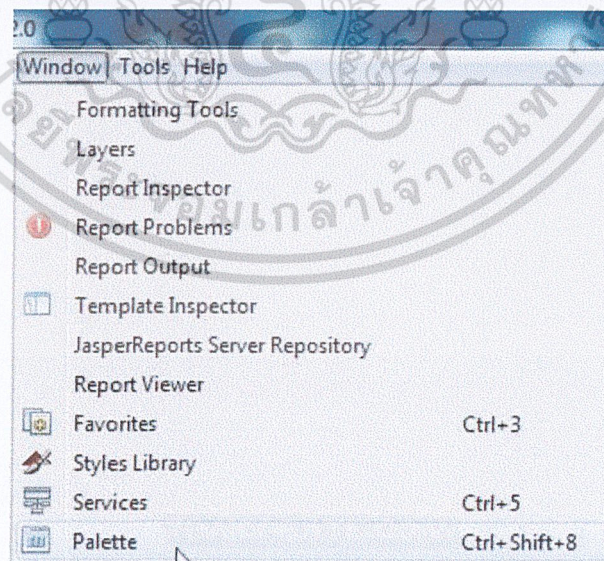 2.0
Window Tools Help
Formatting Tools
Layers
Report Inspector
Report Problems
Report Output
Template Inspector
JasperReports Server Repository
Report Viewer
Favorites Ctrl+3
Styles Library
Services Ctrl+5
Palette Ctrl+Shift+8